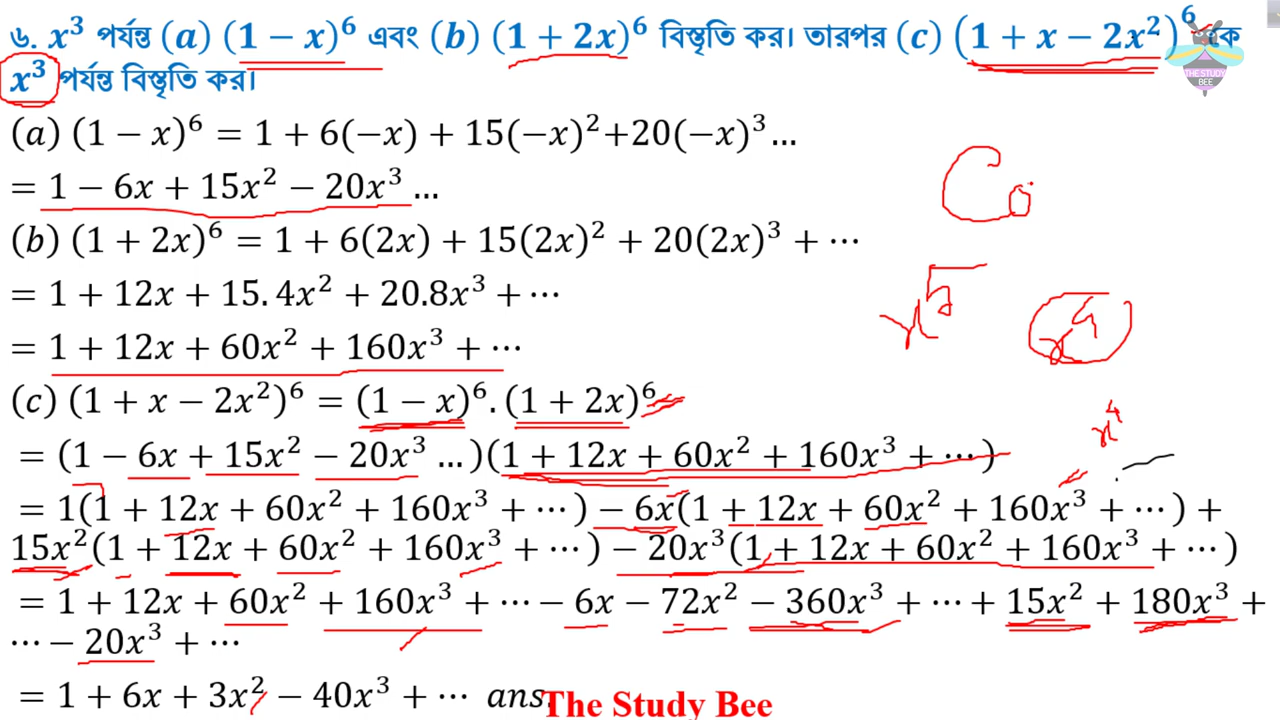 ৬. x³ পর্যন্ত (a) (1 − x)⁶ এবং (b) (1 + 2x)⁶ বিস্তৃতি কর। তারপর (c) (1 + x − 2x²)⁶ কে
x³ পর্যন্ত বিস্তৃতি কর।
THE STUDY BEE
(a) (1 − x)⁶ = 1 + 6(−x) + 15(−x)²+20(−x)³ ...
= 1 − 6x + 15x² − 20x³ ...
(b) (1 + 2x)⁶ = 1 + 6(2x) + 15(2x)² + 20(2x)³ + ⋯
= 1 + 12x + 15. 4x² + 20.8x³ + ⋯
= 1 + 12x + 60x² + 160x³ + ⋯
x⁴
(c) (1 + x − 2x²)⁶ = (1 − x)⁶. (1 + 2x)⁶
x⁴
= (1 − 6x + 15x² − 20x³ ...)(1 + 12x + 60x² + 160x³ + ⋯)
= 1(1 + 12x + 60x² + 160x³ + ⋯) − 6x(1 + 12x + 60x² + 160x³ + ⋯) +
15x²(1 + 12x + 60x² + 160x³ + ⋯) − 20x³(1 + 12x + 60x² + 160x³ + ⋯)
= 1 + 12x + 60x² + 160x³ + ⋯ − 6x − 72x² − 360x³ + ⋯ + 15x² + 180x³ +
⋯ − 20x³ + ⋯
= 1 + 6x + 3x² − 40x³ + ⋯ ans.
The Study Bee